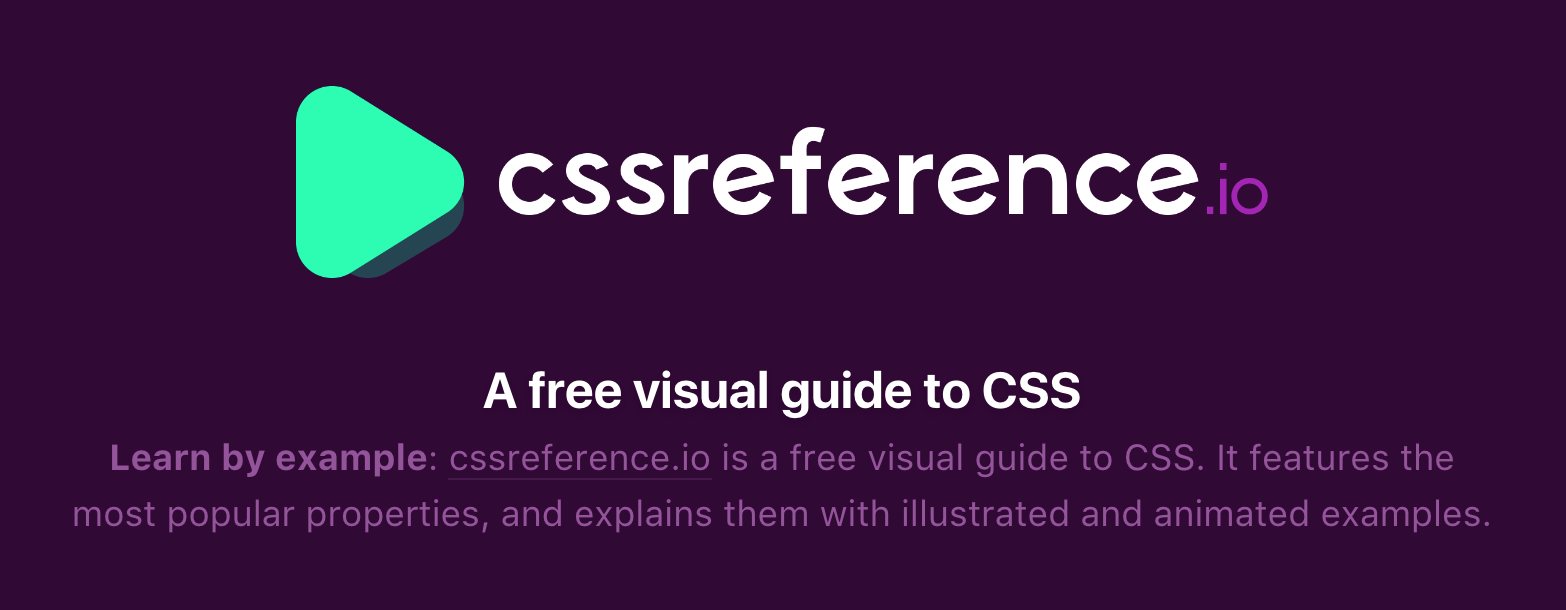 cssreference.io
A free visual guide to CSS
Learn by example: cssreference.io is a free visual guide to CSS. It features the
most popular properties, and explains them with illustrated and animated examples.